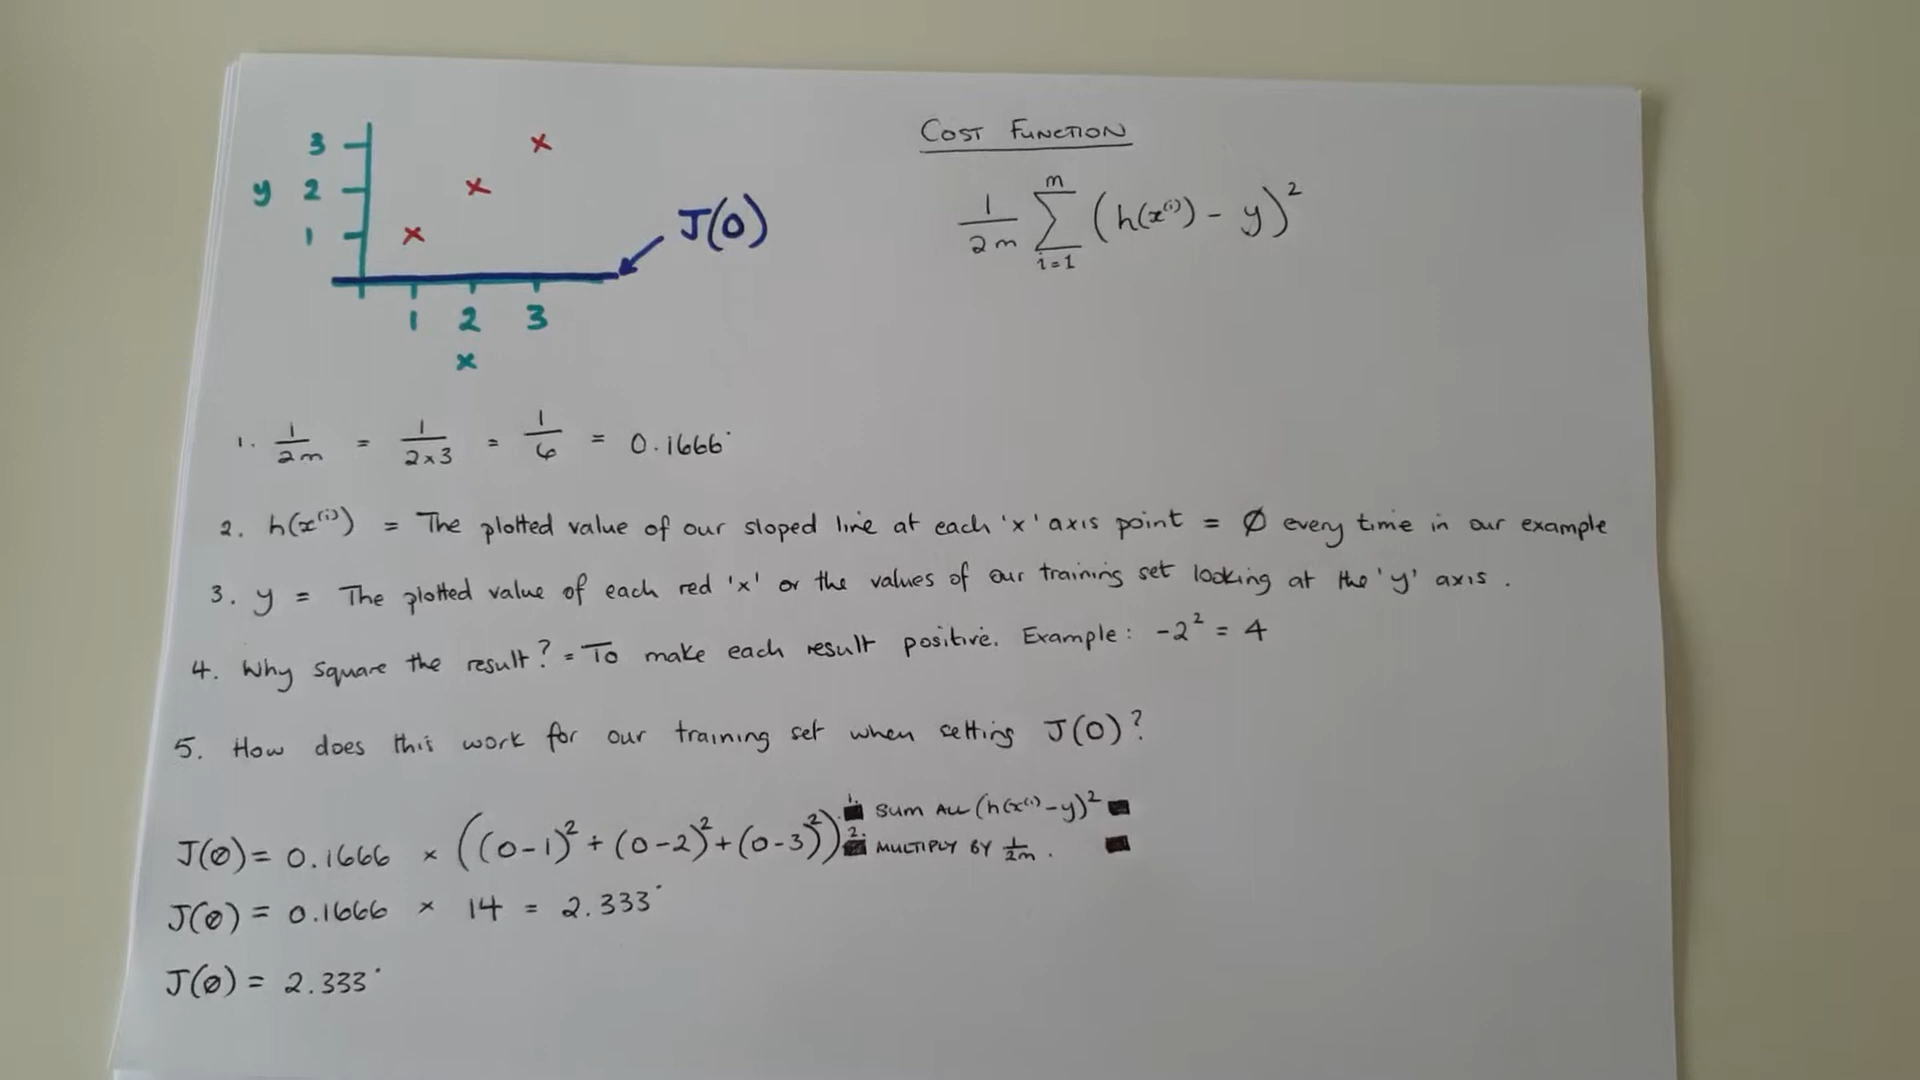 3
y 2
1
1 2 3
x
J(0)
COST FUNCTION
1/2m m∑i=1 (h(x⁽ⁱ⁾) - y)²
1. 1/2m = 1/2×3 = 1/6 = 0.1666˙
2. h(x⁽ⁱ⁾) = The plotted value of our sloped line at each 'x' axis point = Ø every time in our example
3. y = The plotted value of each red 'x' or the values of our training set looking at the 'y' axis.
4. Why square the result? = To make each result positive. Example: -2² = 4
5. How does this work for our training set when setting J(0)?
J(Ø) = 0.1666 × ((0-1)² + (0-2)² + (0-3)²)
1. SUM ALL (h(x⁽ⁱ⁾ - y)²
2. MULTIPLY BY 1/2m.
J(Ø) = 0.1666 × 14 = 2.333˙
J(Ø) = 2.333˙